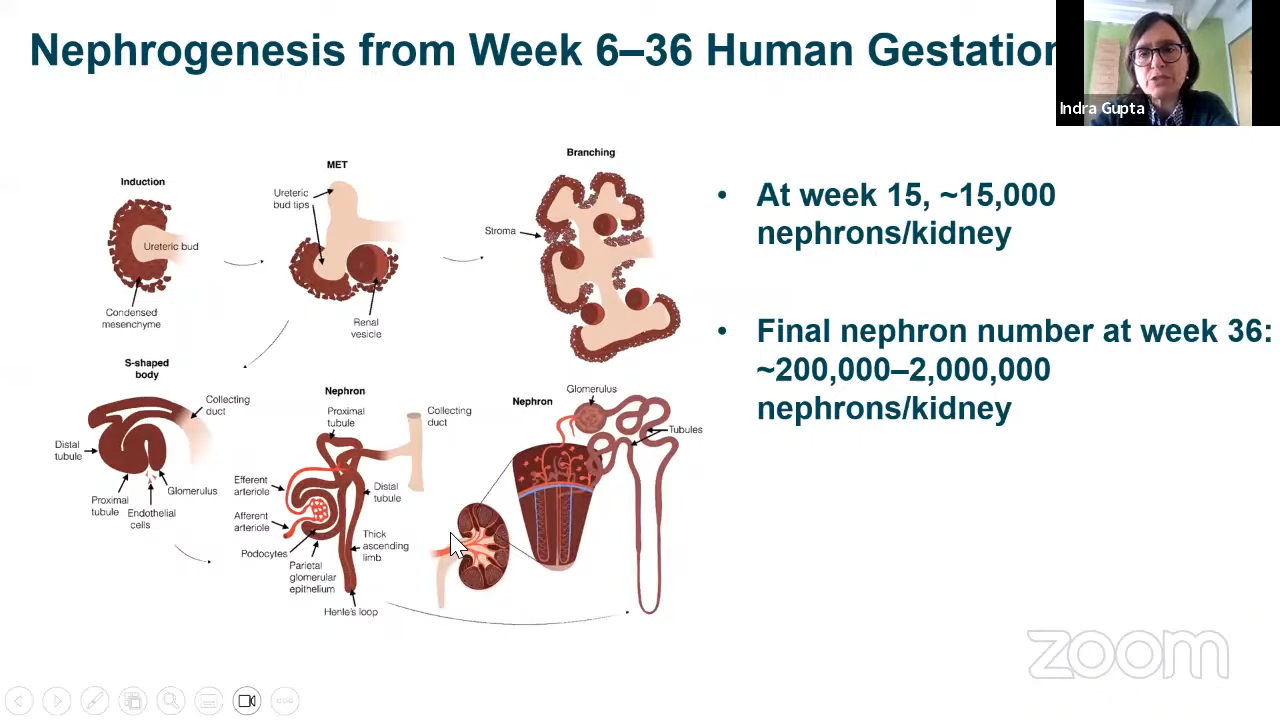 Nephrogenesis from Week 6–36 Human Gestation
Indra Gupta
Induction
Ureteric bud
Condensed
mesenchyme
MET
Ureteric
bud tips
Renal
vesicle
Branching
Stroma
S-shaped
body
Collecting
duct
Distal
tubule
Proximal
tubule
Endothelial
cells
Glomerulus
Nephron
Proximal
tubule
Collecting
duct
Efferent
arteriole
Afferent
arteriole
Podocytes
Parietal
glomerular
epithelium
Distal
tubule
Thick
ascending
limb
Henle's loop
Nephron
Glomerulus
Tubules
• At week 15, ~15,000
nephrons/kidney
• Final nephron number at week 36:
~200,000–2,000,000
nephrons/kidney
zoom